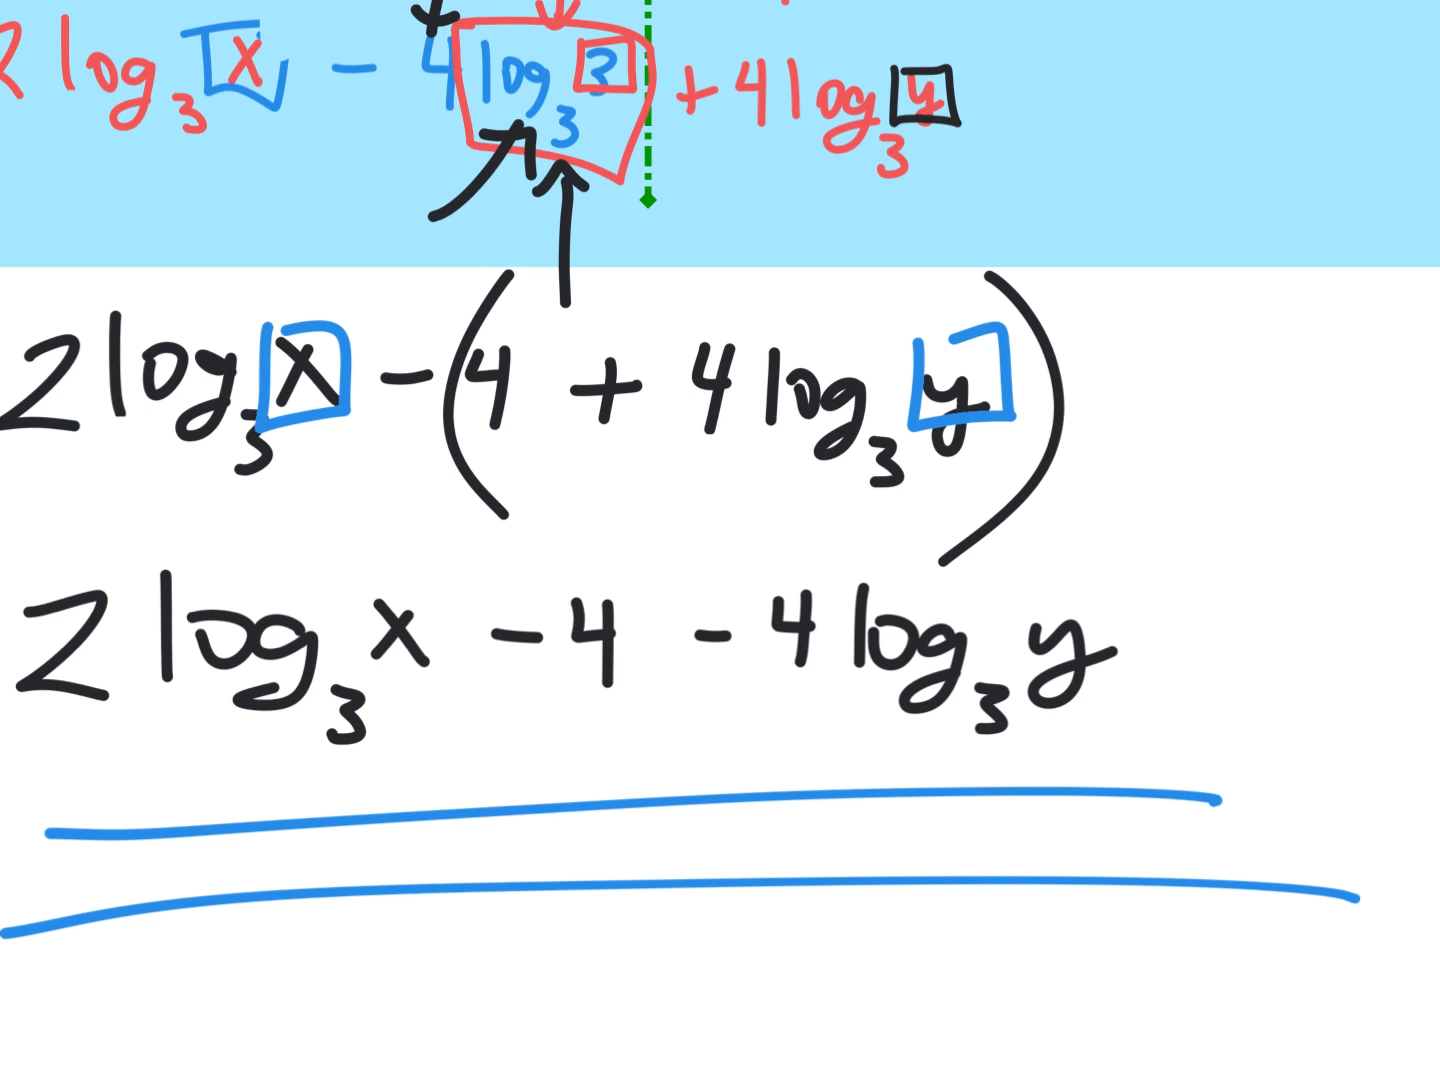 2 log₃ x - 4 log₃ 3 + 4 log₃ y
2 log₃ x - (4 + 4 log₃ y)
2 log₃ x - 4 - 4 log₃ y